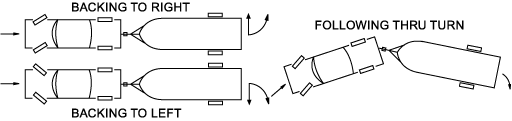 BACKING TO RIGHT
FOLLOWING THRU TURN
BACKING TO LEFT